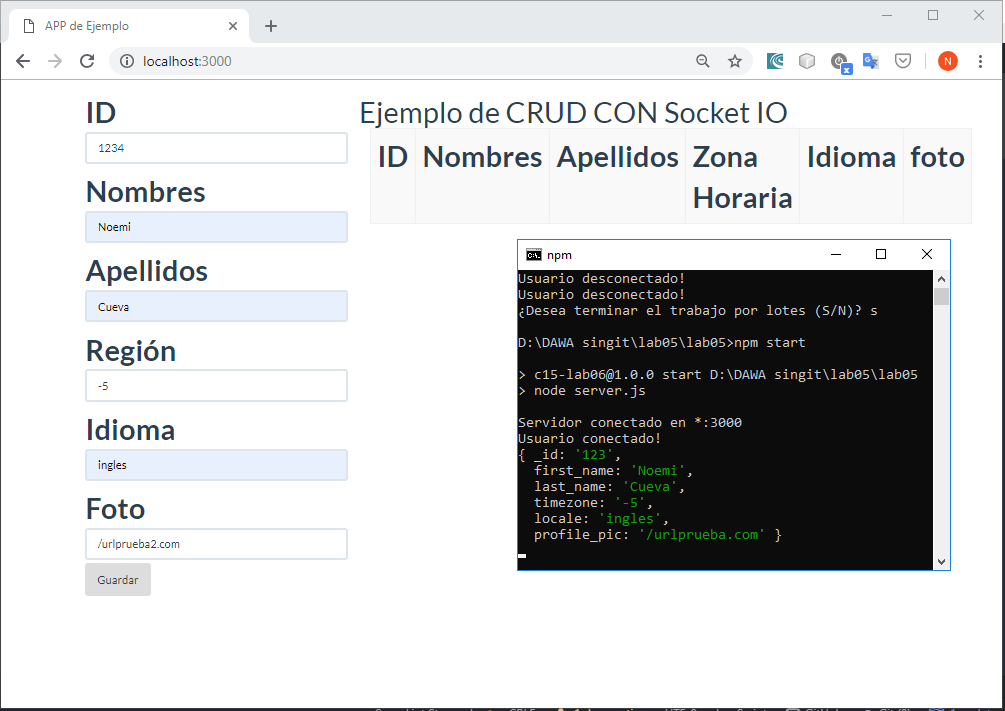 APP de Ejemplo
localhost:3000
N
ID
1234
Nombres
Noemi
Apellidos
Cueva
Región
-5
Idioma
ingles
Foto
/urlprueba2.com
Guardar
Ejemplo de CRUD CON Socket IO
ID Nombres Apellidos Zona Horaria Idioma foto
npm
Usuario desconectado!
Usuario desconectado!
¿Desea terminar el trabajo por lotes (S/N)? s
D:\DAWA singit\lab05\lab05>npm start
> c15-lab06@1.0.0 start D:\DAWA singit\lab05\lab05
> node server.js
Servidor conectado en *:3000
Usuario conectado!
{ _id: '123',
first_name: 'Noemi',
last_name: 'Cueva',
timezone: '-5',
locale: 'ingles',
profile_pic: '/urlprueba.com' }